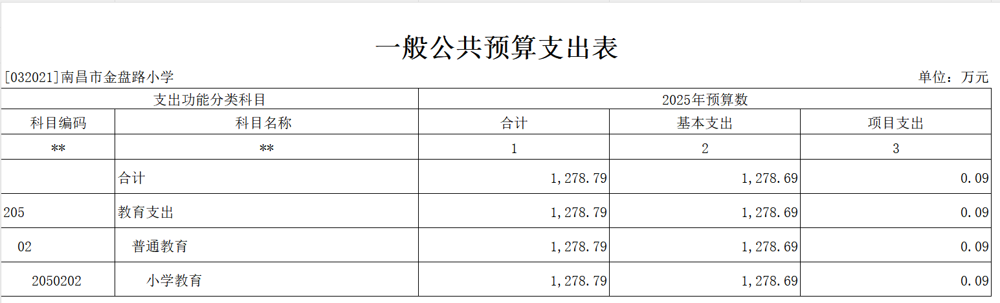 一般公共预算支出表
[032021]南昌市金盘路小学 单位：万元
支出功能分类科目 2025年预算数
科目编码 科目名称 合计 基本支出 项目支出
** ** 1 2 3
合计 1,278.79 1,278.69 0.09
205 教育支出 1,278.79 1,278.69 0.09
02 普通教育 1,278.79 1,278.69 0.09
2050202 小学教育 1,278.79 1,278.69 0.09